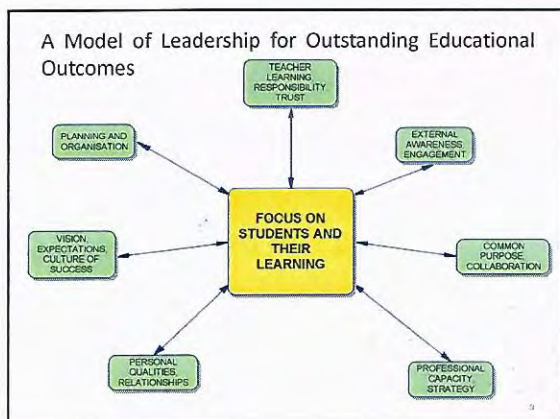 A Model of Leadership for Outstanding Educational
Outcomes
TEACHER
LEARNING,
RESPONSIBILITY,
TRUST
PLANNING AND
ORGANISATION
EXTERNAL
AWARENESS,
ENGAGEMENT
FOCUS ON
STUDENTS AND
THEIR
LEARNING
VISION,
EXPECTATIONS,
CULTURE OF
SUCCESS
COMMON
PURPOSE,
COLLABORATION
PERSONAL
QUALITIES,
RELATIONSHIPS
PROFESSIONAL
CAPACITY,
STRATEGY